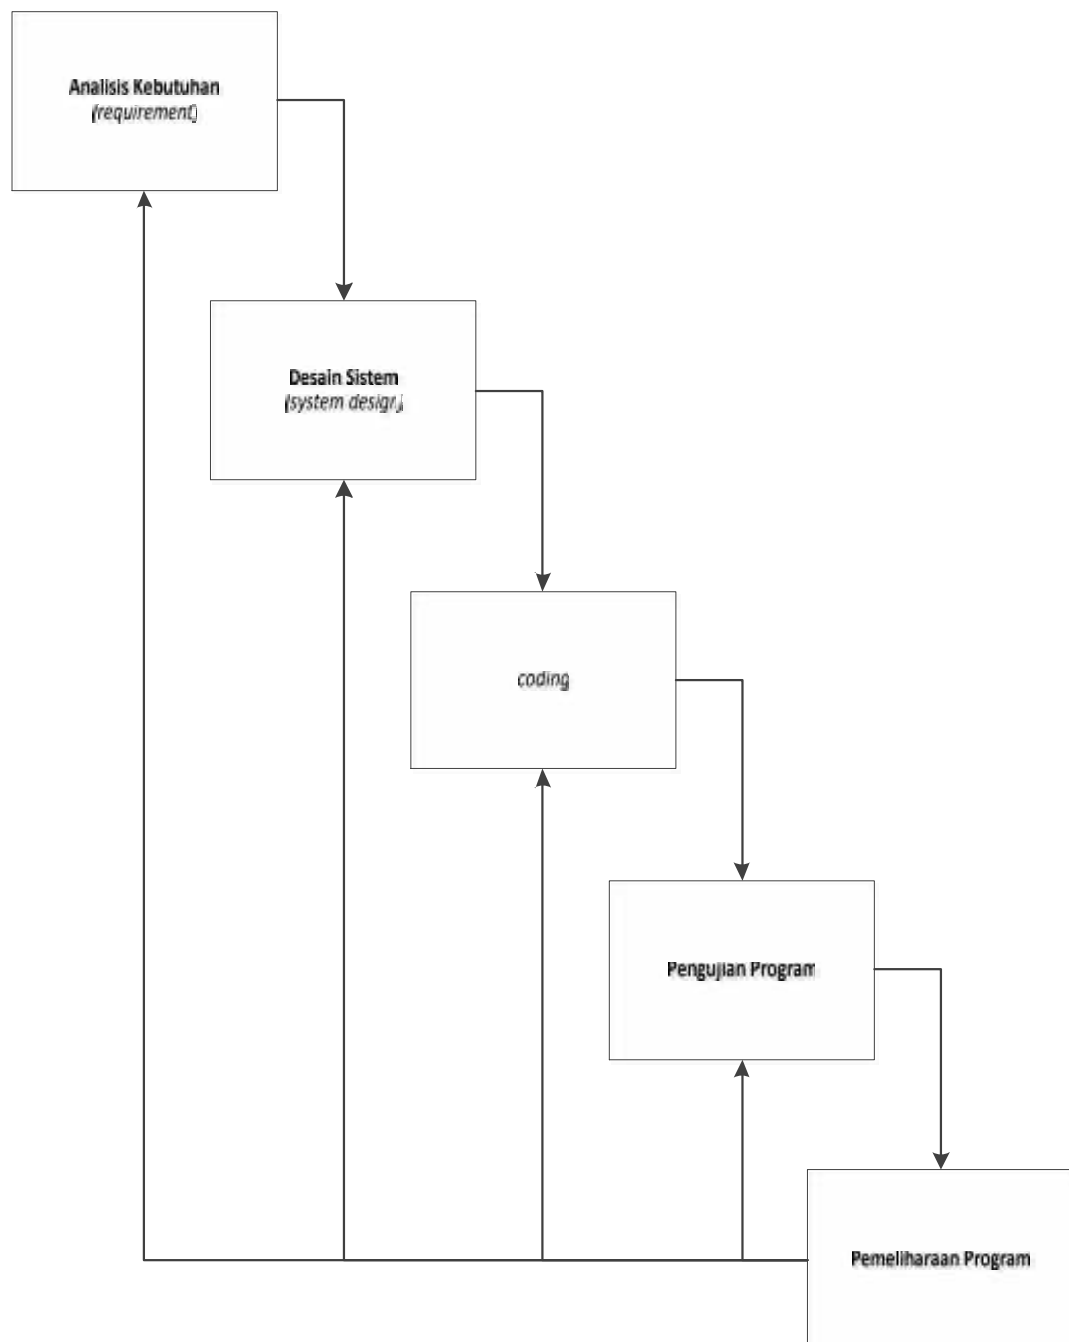 Analisis Kebutuhan
(requirement)
Desain Sistem
(system design)
coding
Pengujian Program
Pemeliharaan Program